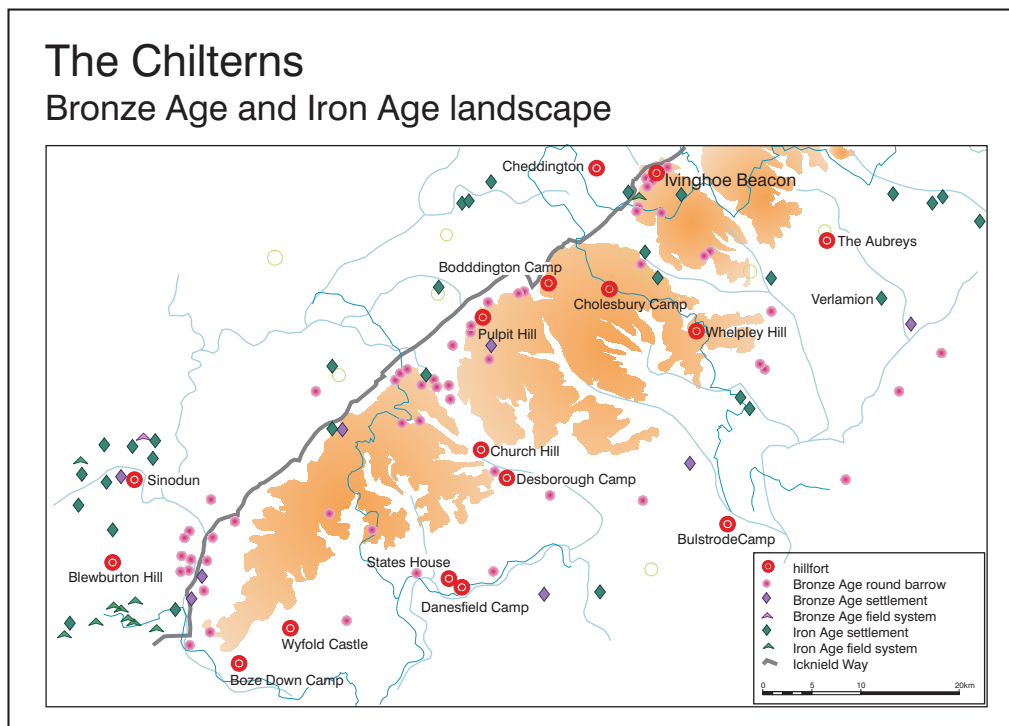 The Chilterns
Bronze Age and Iron Age landscape
Cheddington
Ivinghoe Beacon
The Aubreys
Bodddington Camp
Cholesbury Camp
Verlamion
Pulpit Hill
Whelpley Hill
Church Hill
Sinodun
Desborough Camp
BulstrodeCamp
States House
Blewburton Hill
Danesfield Camp
Wyfold Castle
Boze Down Camp
hillfort
Bronze Age round barrow
Bronze Age settlement
Bronze Age field system
Iron Age settlement
Iron Age field system
Icknield Way
0 5 10 20km